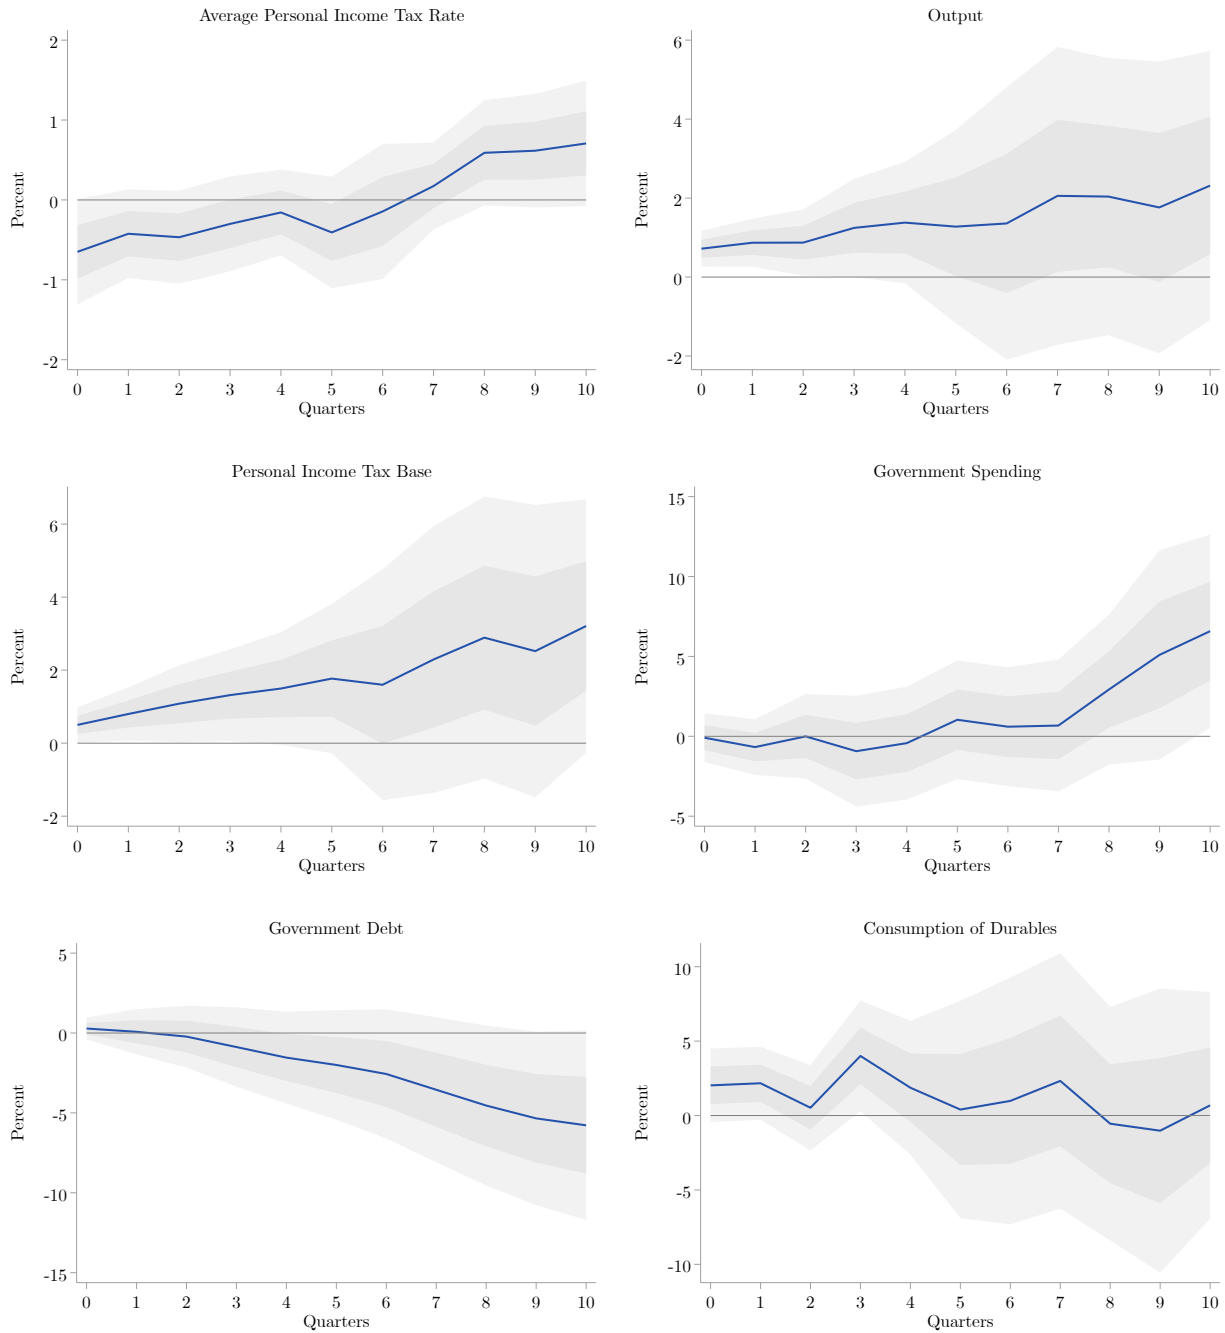 Average Personal Income Tax Rate
Percent
2
1
0
-1
-2
0 1 2 3 4 5 6 7 8 9 10
Quarters
Output
Percent
6
4
2
0
-2
0 1 2 3 4 5 6 7 8 9 10
Quarters
Personal Income Tax Base
Percent
6
4
2
0
-2
0 1 2 3 4 5 6 7 8 9 10
Quarters
Government Spending
Percent
15
10
5
0
-5
0 1 2 3 4 5 6 7 8 9 10
Quarters
Government Debt
Percent
5
0
-5
-10
-15
0 1 2 3 4 5 6 7 8 9 10
Quarters
Consumption of Durables
Percent
10
5
0
-5
-10
0 1 2 3 4 5 6 7 8 9 10
Quarters